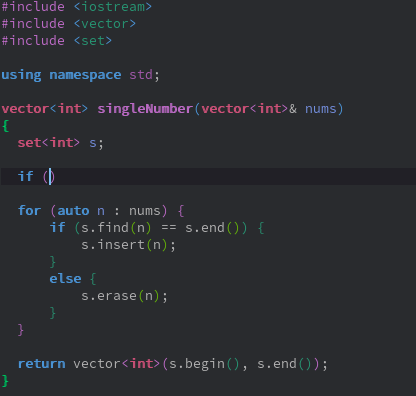 #include <iostream>
#include <vector>
#include <set>

using namespace std;

vector<int> singleNumber(vector<int>& nums)
{
  set<int> s;

  if ()

  for (auto n : nums) {
      if (s.find(n) == s.end()) {
          s.insert(n);
      }
      else {
          s.erase(n);
      }
  }

  return vector<int>(s.begin(), s.end());
}